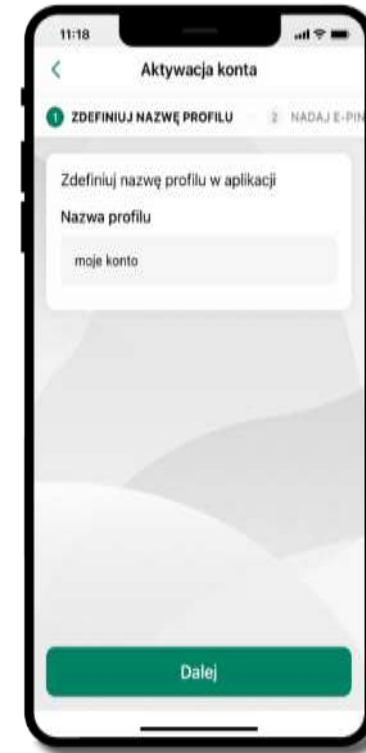 11:18
Aktywacja konta
1 ZDEFINIUJ NAZWĘ PROFILU 2 NADAJ E-PIN
Zdefiniuj nazwę profilu w aplikacji
Nazwa profilu
moje konto
Dalej